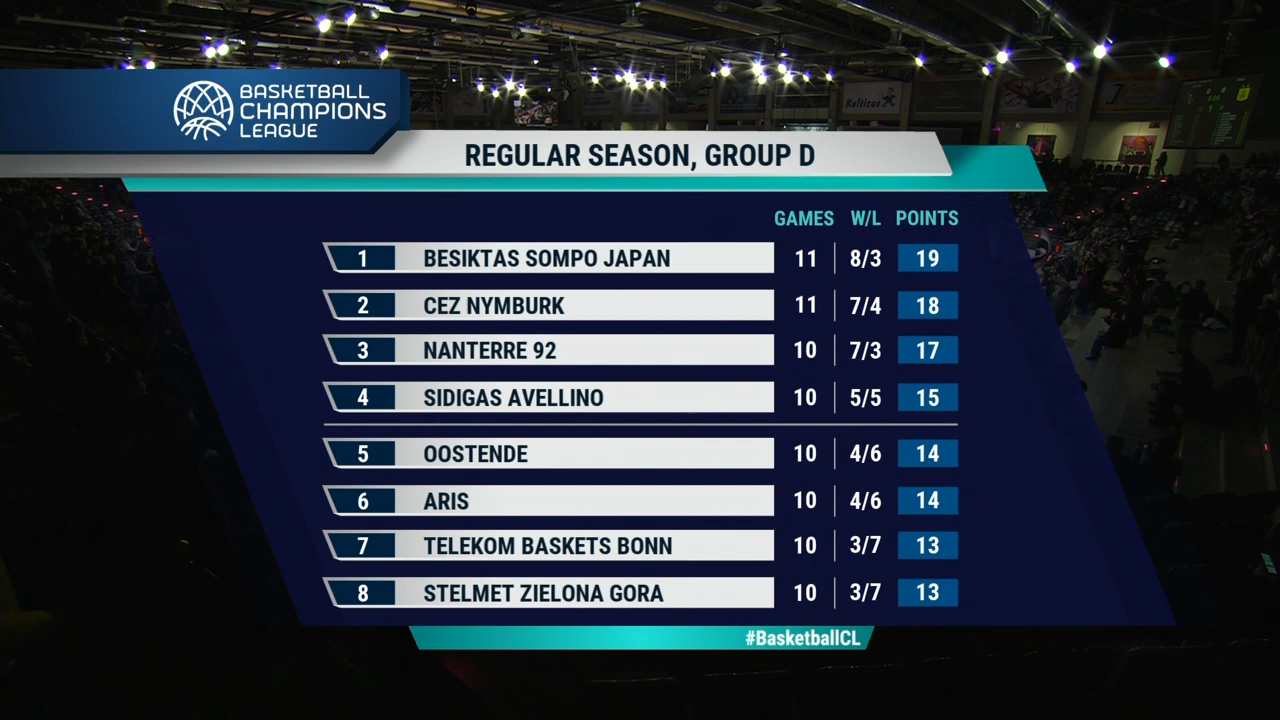 BASKETBALL
CHAMPIONS
LEAGUE
REGULAR SEASON, GROUP D
GAMES W/L POINTS
1 BESIKTAS SOMPO JAPAN 11 8/3 19
2 CEZ NYMBURK 11 7/4 18
3 NANTERRE 92 10 7/3 17
4 SIDIGAS AVELLINO 10 5/5 15
5 OOSTENDE 10 4/6 14
6 ARIS 10 4/6 14
7 TELEKOM BASKETS BONN 10 3/7 13
8 STELMET ZIELONA GORA 10 3/7 13
#BasketballCL